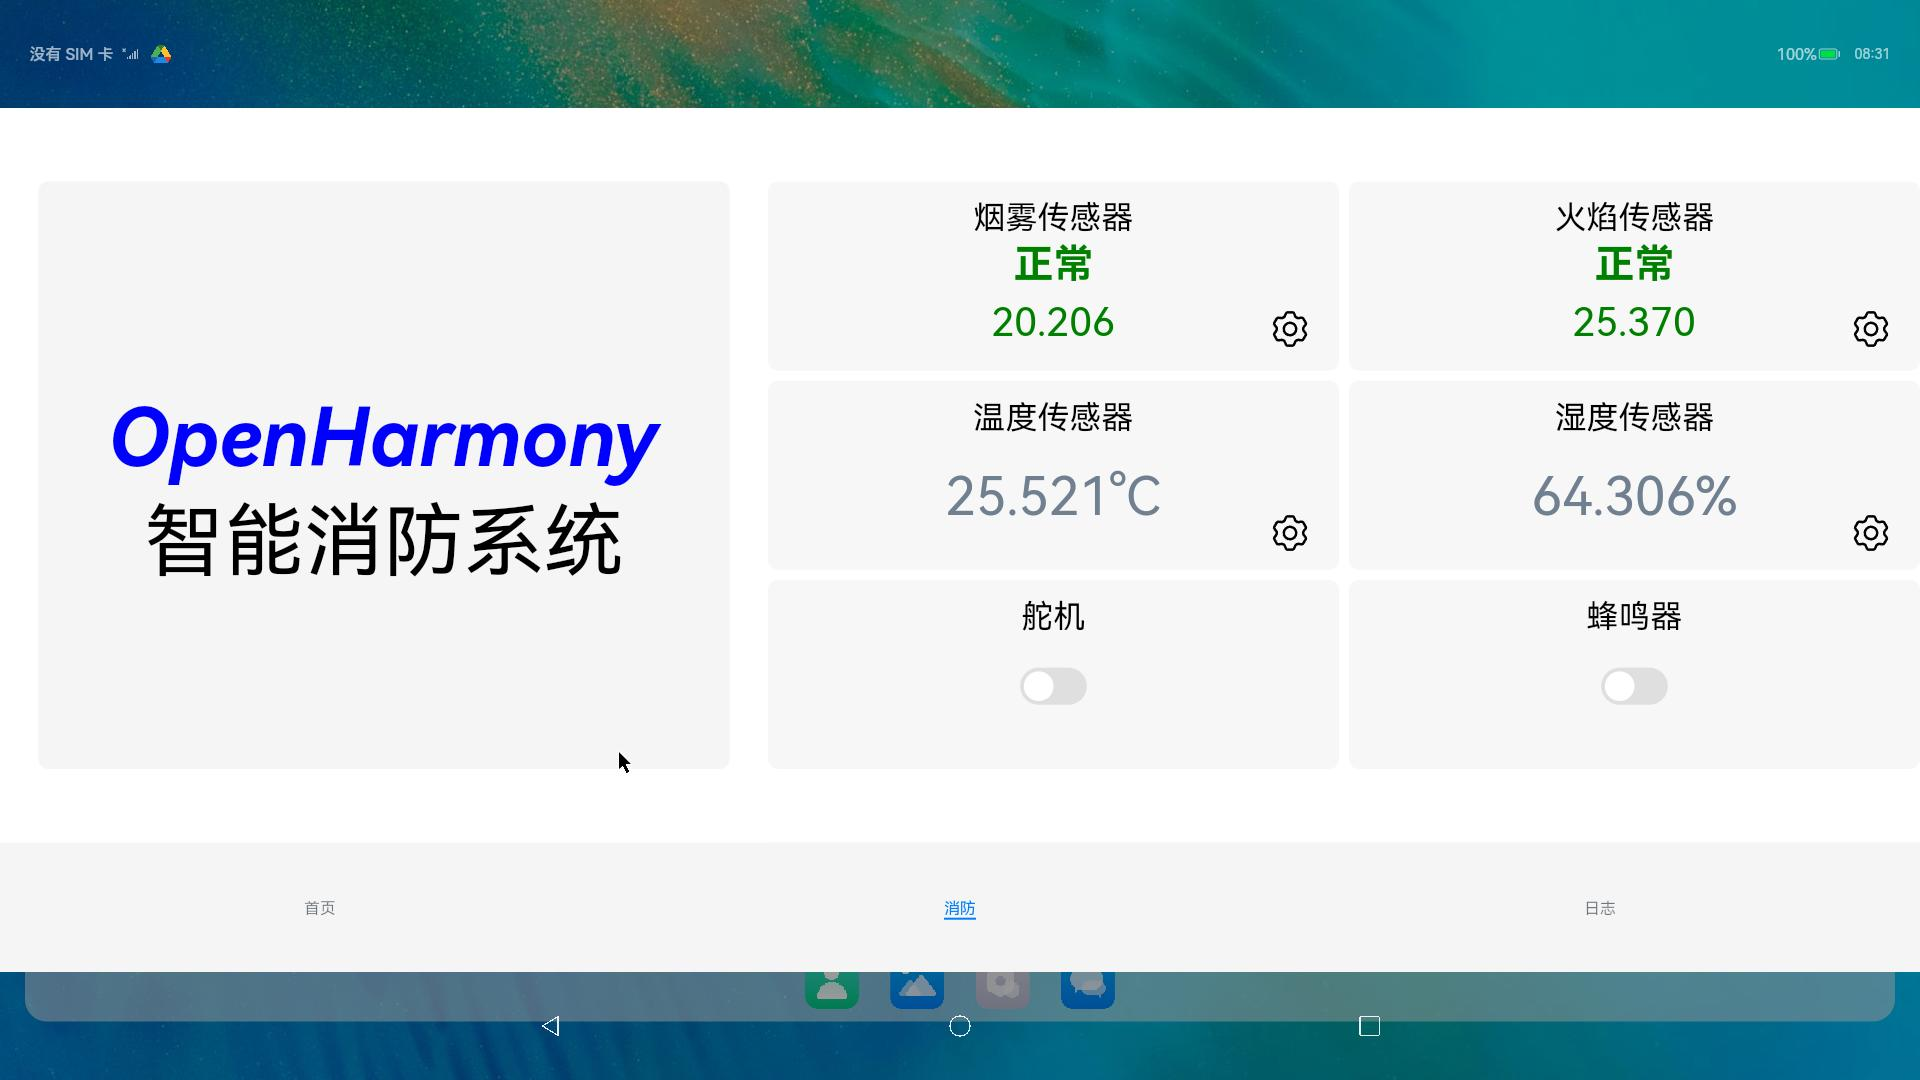 没有 SIM 卡
100%
08:31
OpenHarmony
智能消防系统
烟雾传感器
正常
20.206
火焰传感器
正常
25.370
温度传感器
25.521℃
湿度传感器
64.306%
舵机
蜂鸣器
首页
消防
日志